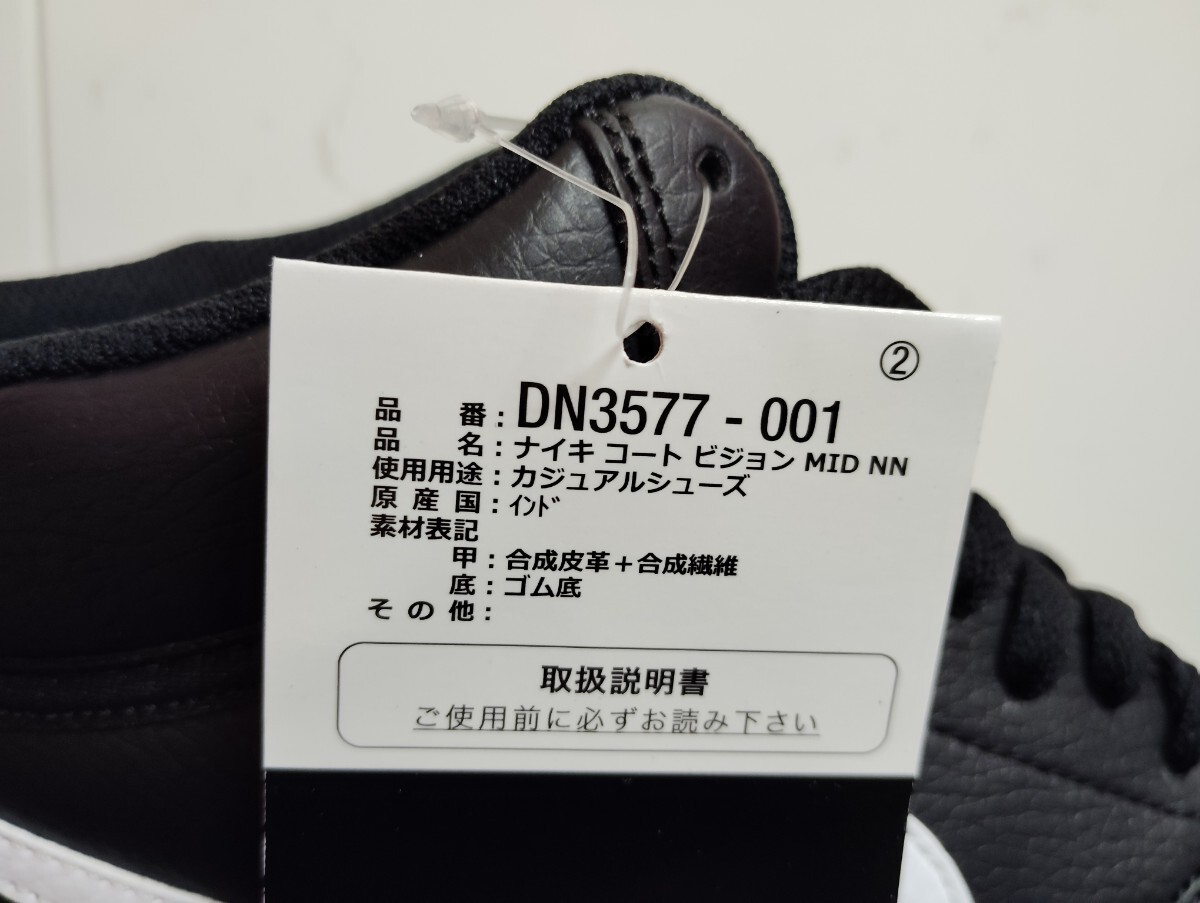 ②
品 番：DN3577 - 001
品 名：ナイキ コート ビジョン MID NN
使用用途：カジュアルシューズ
原 産 国：ｲﾝﾄﾞ
素材表記
甲：合成皮革＋合成繊維
底：ゴム底
そ の 他：
取扱説明書
ご使用前に必ずお読み下さい